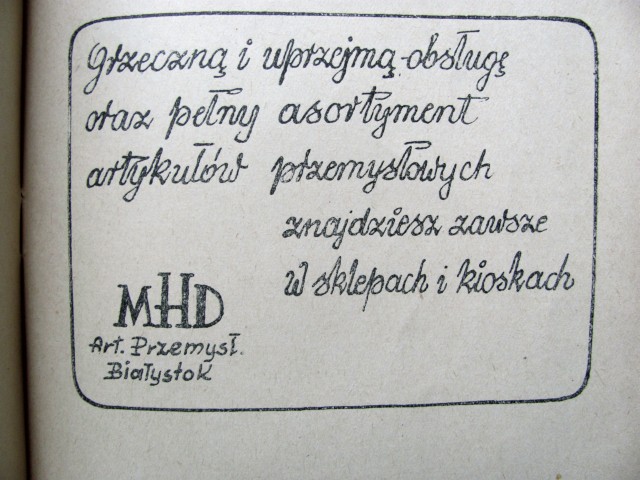 Grzeczną i uprzejmą obsługę
oraz pełny asortyment
artykułów przemysłowych
znajdziesz zawsze
w sklepach i kioskach
MHD
Art. Przemysł.
Białystok